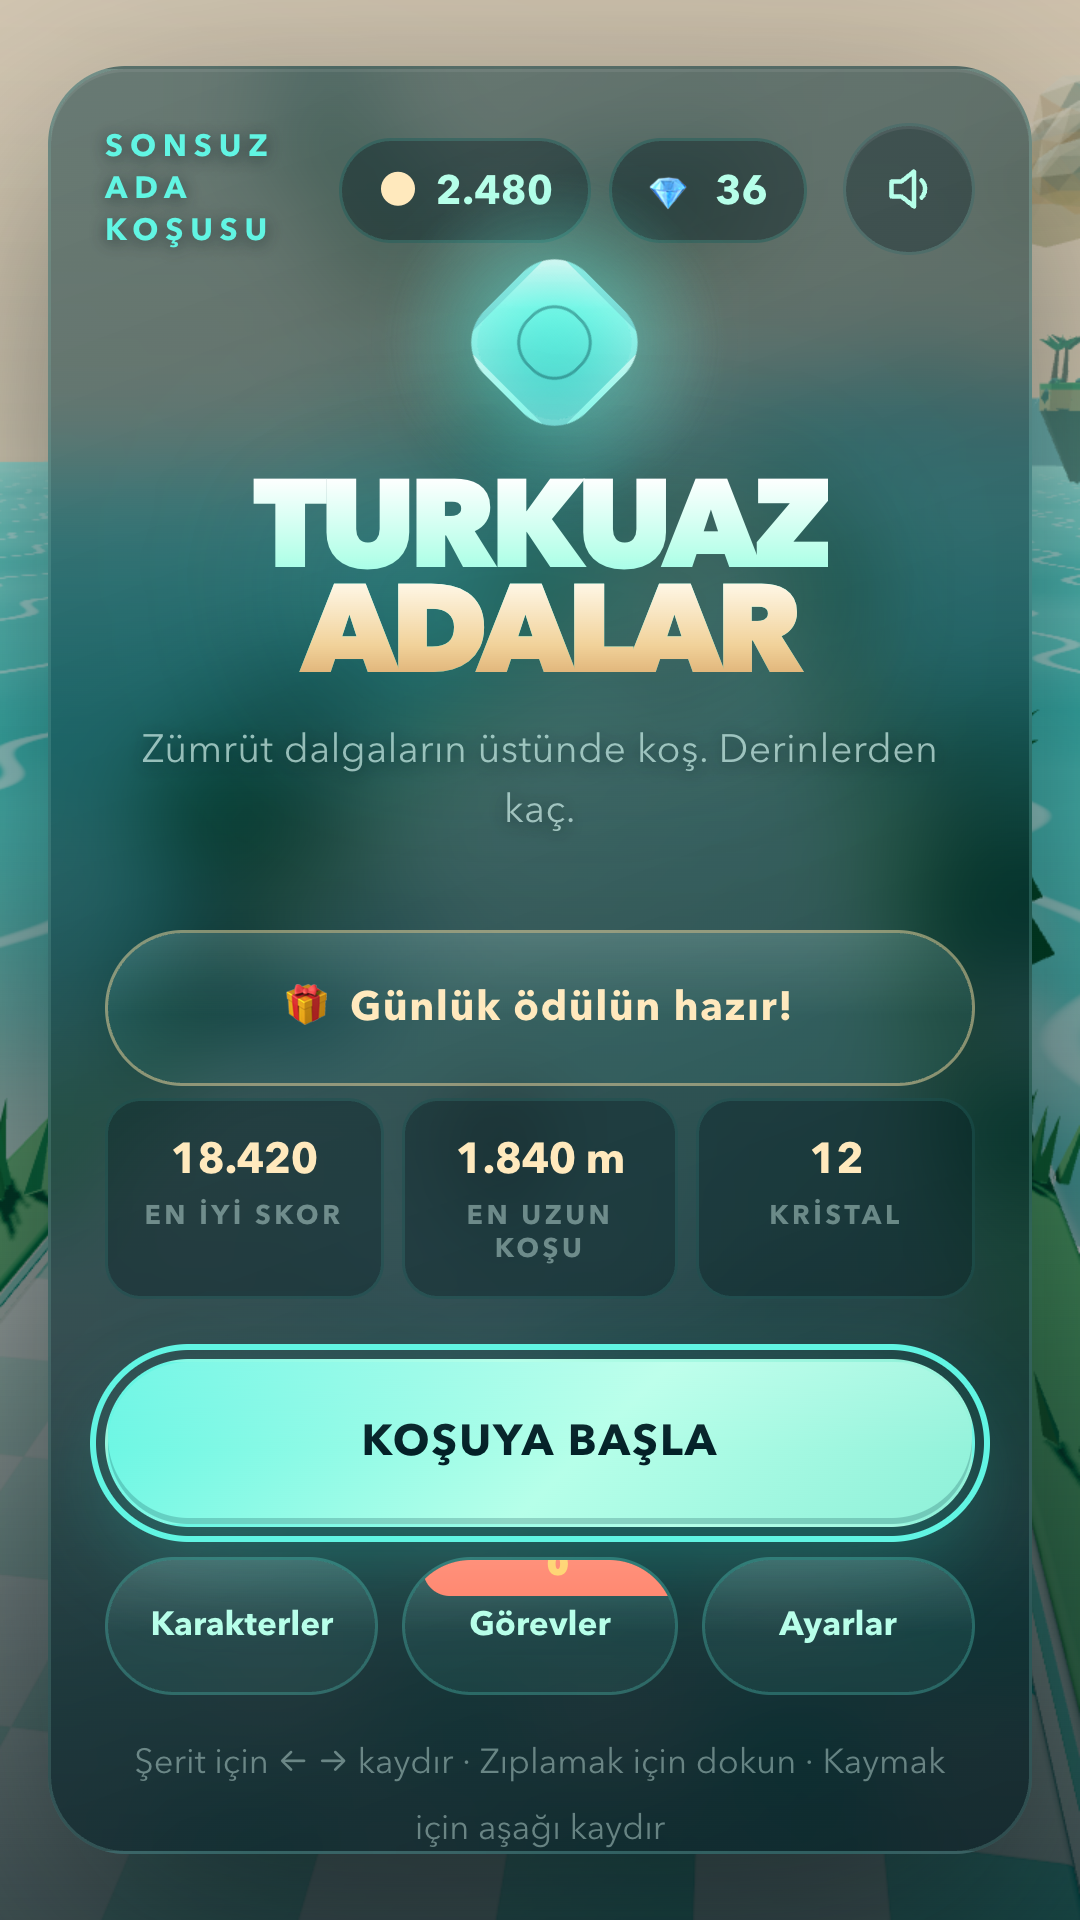 SONSUZ
ADA
KOŞUSU
2.480
36
TURKUAZ
ADALAR
Zümrüt dalgaların üstünde koş. Derinlerden
kaç.
Günlük ödülün hazır!
18.420
EN İYİ SKOR
1.840 m
EN UZUN
KOŞU
12
KRİSTAL
KOŞUYA BAŞLA
Karakterler
Görevler
Ayarlar
Şerit için ← → kaydır · Zıplamak için dokun · Kaymak
için aşağı kaydır